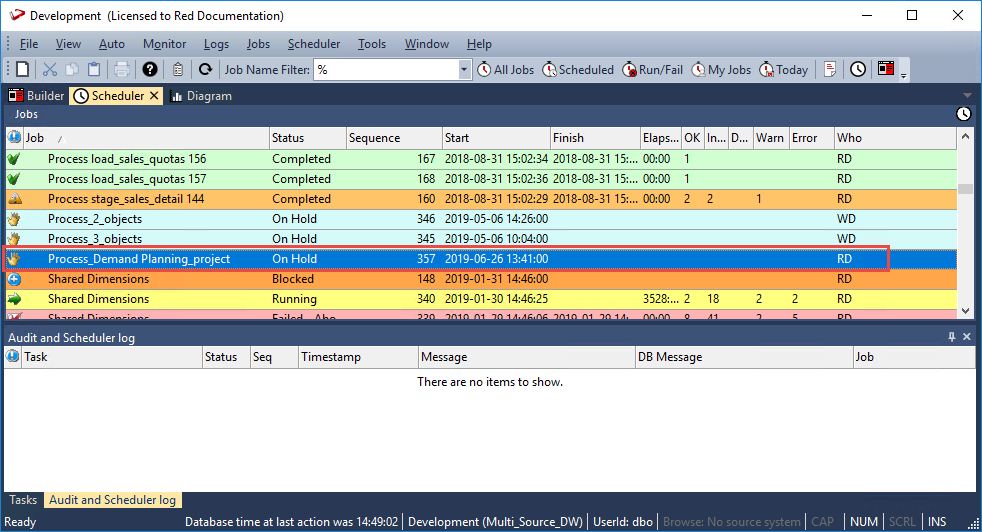 Development (Licensed to Red Documentation)
File View Auto Monitor Logs Jobs Scheduler Tools Window Help
Job Name Filter: % All Jobs Scheduled Run/Fail My Jobs Today
Builder Scheduler Diagram
Jobs
Job Status Sequence Start Finish Elaps... OK In... D... Warn Error Who
Process load_sales_quotas 156 Completed 167 2018-08-31 15:02:34 2018-08-31 15:... 00:00 1 RD
Process load_sales_quotas 157 Completed 168 2018-08-31 15:02:36 2018-08-31 15:... 00:00 1 RD
Process stage_sales_detail 144 Completed 160 2018-08-31 15:02:29 2018-08-31 15:... 00:00 2 2 1 RD
Process_2_objects On Hold 346 2019-05-06 14:26:00 WD
Process_3_objects On Hold 345 2019-05-06 10:04:00 WD
Process_Demand Planning_project On Hold 357 2019-06-26 13:41:00 RD
Shared Dimensions Blocked 148 2019-01-31 14:46:00 RD
Shared Dimensions Running 340 2019-01-30 14:46:25 3528:... 2 18 2 2 RD
Shared Dimensions Failed - Abo... 339 2019-01-29 14:46:06 2019-01-29 14:... 00:00 8 41 2 5 RD
Audit and Scheduler log
Task Status Seq Timestamp Message DB Message Job
There are no items to show.
Tasks Audit and Scheduler log
Ready Database time at last action was 14:49:02 Development (Multi_Source_DW) UserId: dbo Browse: No source system CAP NUM SCRL INS